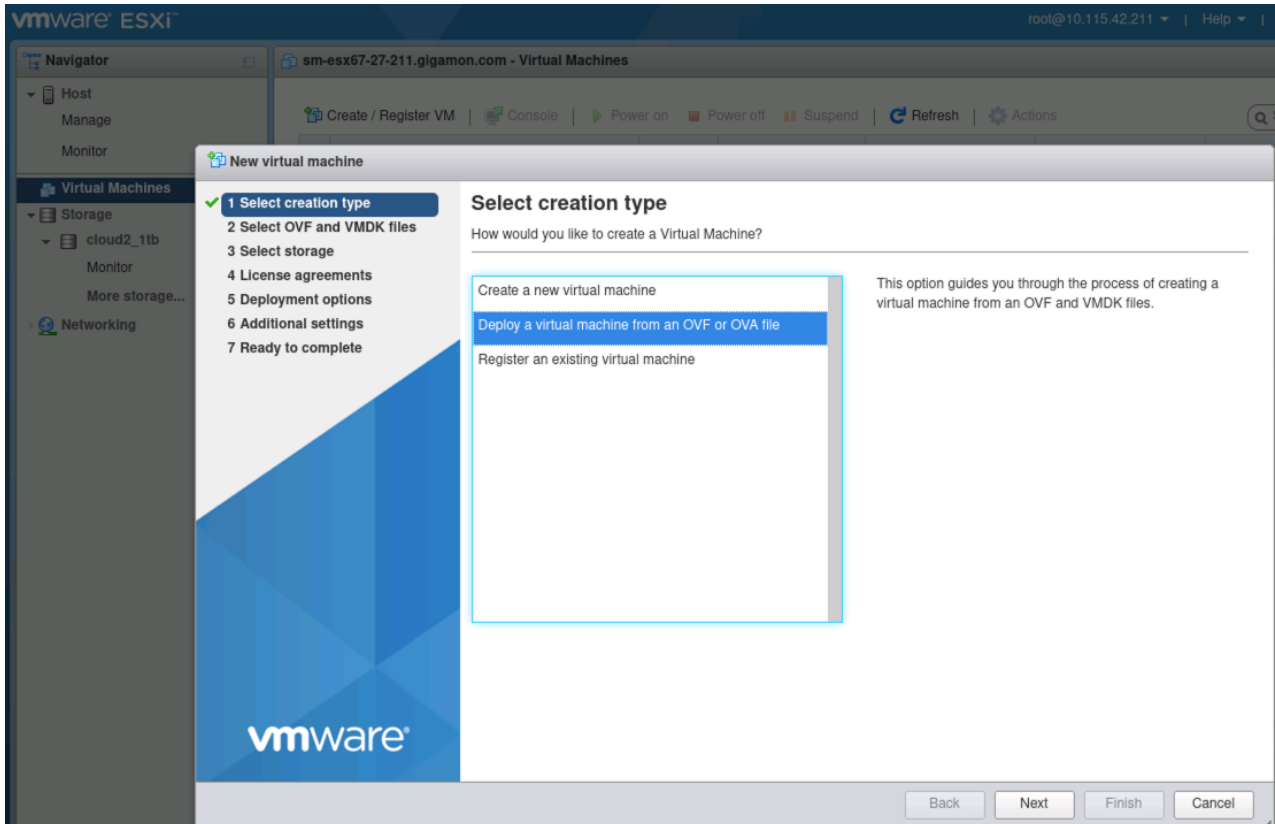 vmware ESXi™
root@10.115.42.211 | Help |
Navigator
sm-esx67-27-211.gigamon.com - Virtual Machines
Host
Manage
Monitor
Create / Register VM | Console | Power on Power off Suspend | Refresh | Actions
Virtual Machines
Storage
cloud2_1tb
Monitor
More storage...
Networking
New virtual machine
1 Select creation type
2 Select OVF and VMDK files
3 Select storage
4 License agreements
5 Deployment options
6 Additional settings
7 Ready to complete
vmware®
Select creation type
How would you like to create a Virtual Machine?
Create a new virtual machine
Deploy a virtual machine from an OVF or OVA file
Register an existing virtual machine
This option guides you through the process of creating a
virtual machine from an OVF and VMDK files.
Back Next Finish Cancel